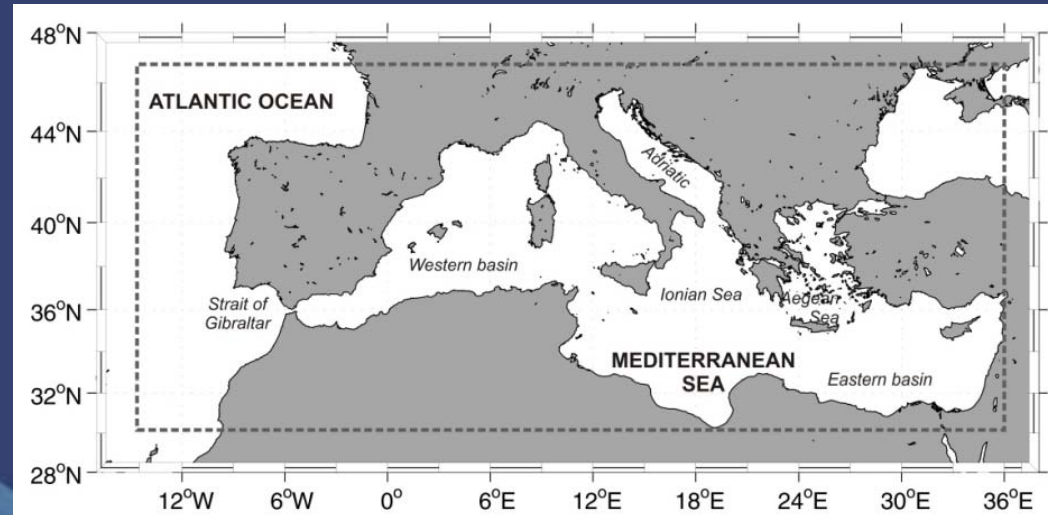 48°N
44°N
40°N
36°N
32°N
28°N
ATLANTIC OCEAN
Adriatic
Western basin
Strait of
Gibraltar
Ionian Sea
Aegean
Sea
MEDITERRANEAN
SEA
Eastern basin
12°W 6°W 0° 6°E 12°E 18°E 24°E 30°E 36°E